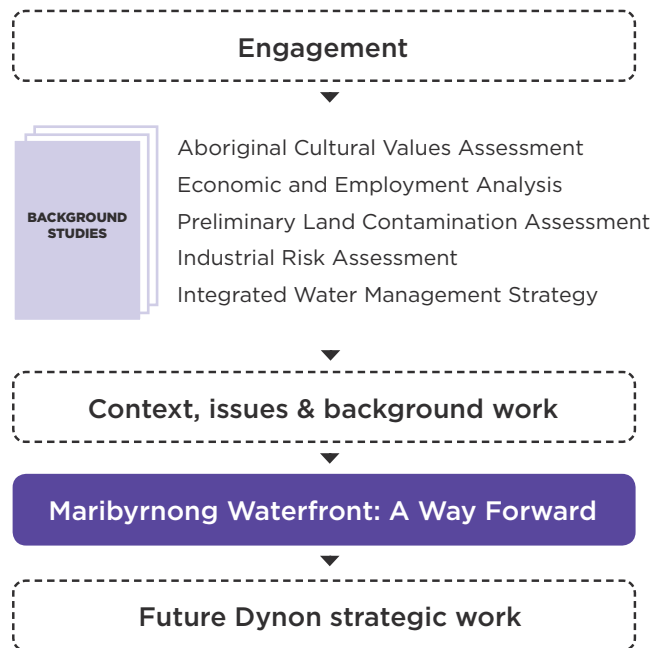 Engagement
BACKGROUND
STUDIES
Aboriginal Cultural Values Assessment
Economic and Employment Analysis
Preliminary Land Contamination Assessment
Industrial Risk Assessment
Integrated Water Management Strategy
Context, issues & background work
Maribyrnong Waterfront: A Way Forward
Future Dynon strategic work